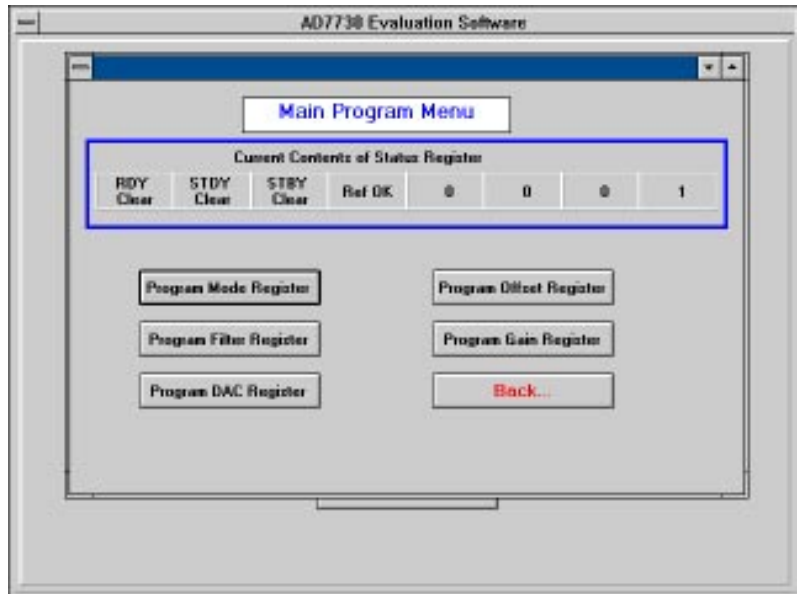 AD7730 Evaluation Software
Main Program Menu
Current Contents of Status Register
RDY Clear
STDY Clear
STBY Clear
Ref OK
0
0
0
1
Program Mode Register
Program Offset Register
Program Filter Register
Program Gain Register
Program DAC Register
Back...